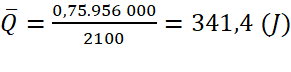 Q̅ = 0,75.956 000 / 2100 = 341,4 (J)